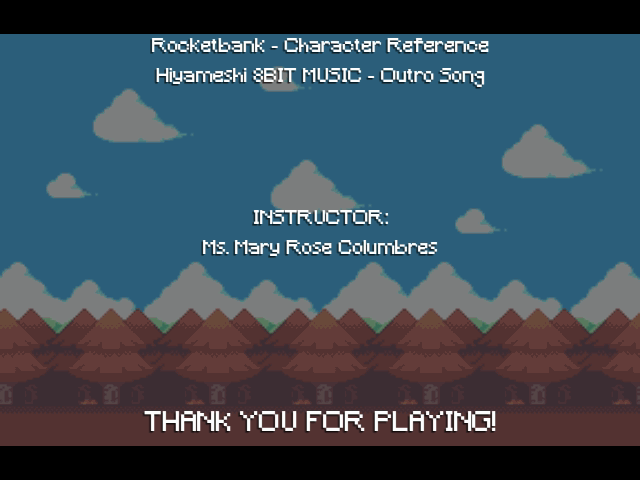 Rocketbank - Character Reference
Hiyameshi 8BIT MUSIC - Outro Song
INSTRUCTOR:
Ms. Mary Rose Columbres
THANK YOU FOR PLAYING!